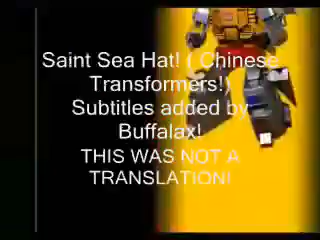 Saint Sea Hat! ( Chinese
Transformers!)
Subtitles added by
Buffalax!
THIS WAS NOT A
TRANSLATION!